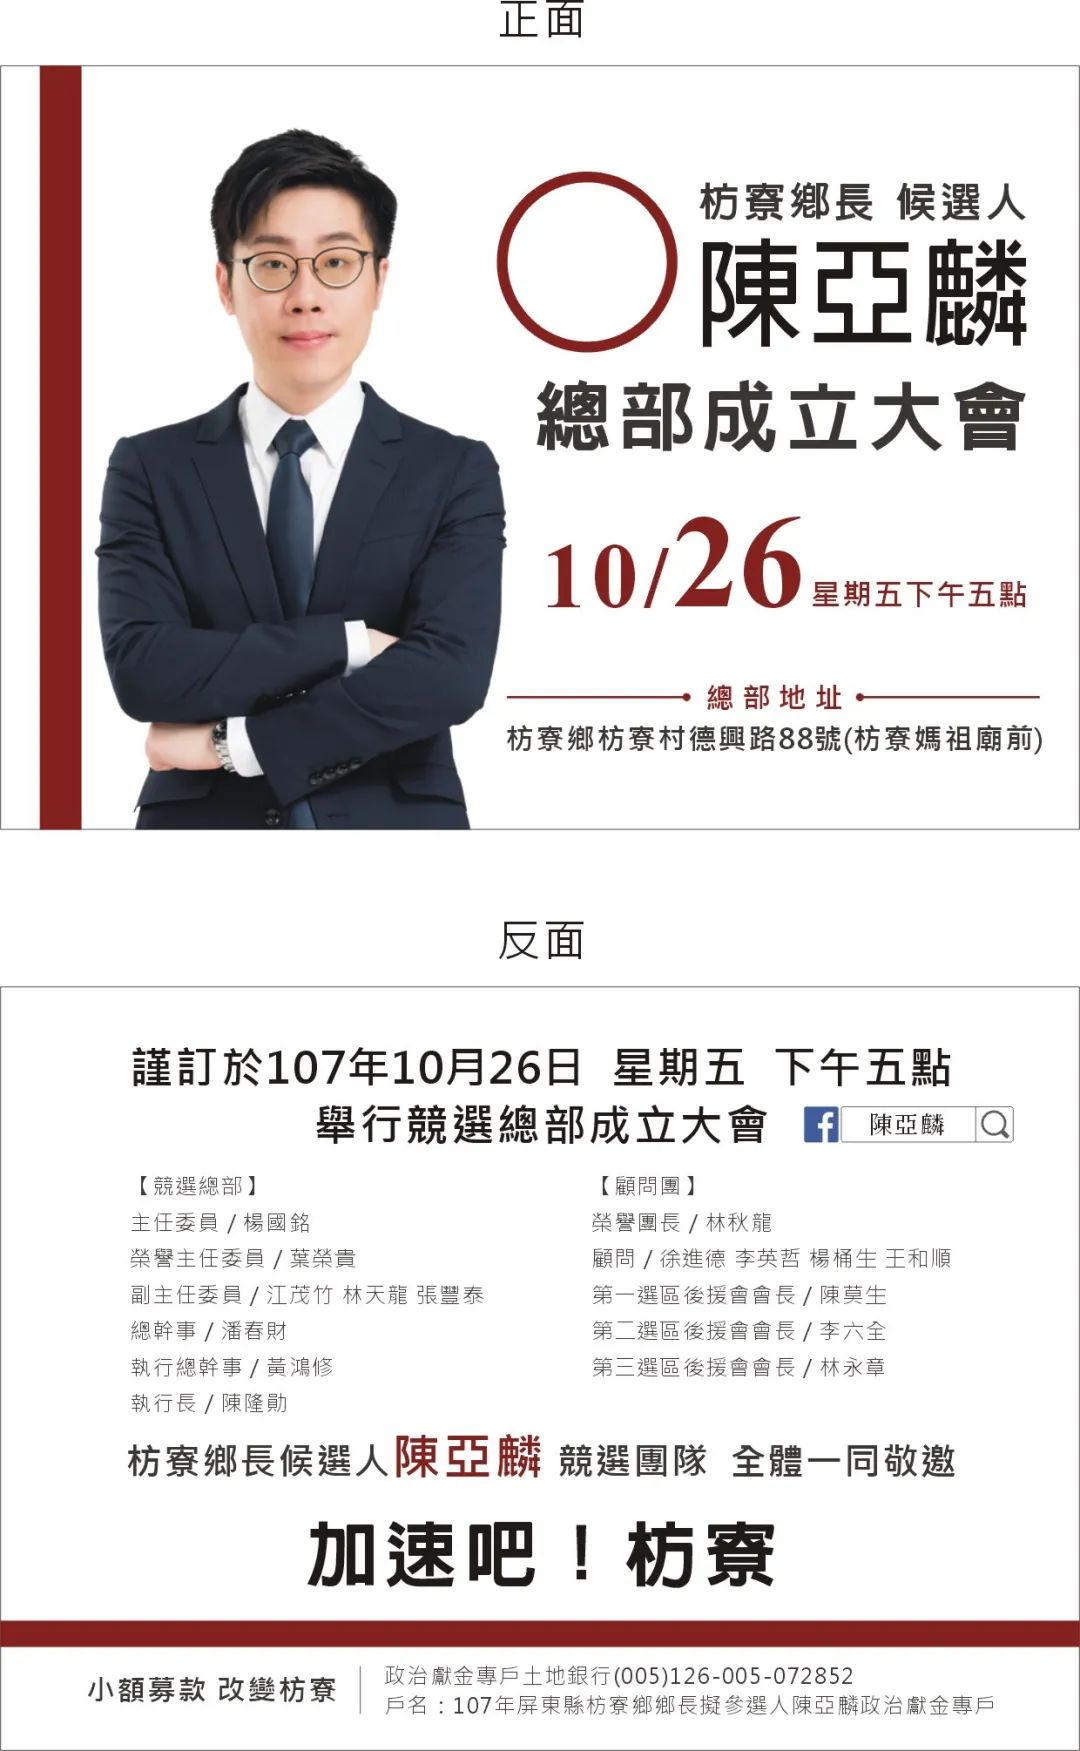 正面
枋寮鄉長 候選人
陳亞麟
總部成立大會
10/26 星期五下午五點
總部地址
枋寮鄉枋寮村德興路88號(枋寮媽祖廟前)
反面
謹訂於107年10月26日 星期五 下午五點
舉行競選總部成立大會
f 陳亞麟
【競選總部】
主任委員 / 楊國銘
榮譽主任委員 / 葉榮貴
副主任委員 / 江茂竹 林天龍 張豐泰
總幹事 / 潘春財
執行總幹事 / 黃鴻修
執行長 / 陳隆勛
【顧問團】
榮譽團長 / 林秋龍
顧問 / 徐進德 李英哲 楊桶生 王和順
第一選區後援會會長 / 陳莫生
第二選區後援會會長 / 李六全
第三選區後援會會長 / 林永章
枋寮鄉長候選人陳亞麟 競選團隊 全體一同敬邀
加速吧！枋寮
小額募款 改變枋寮
政治獻金專戶土地銀行(005)126-005-072852
戶名：107年屏東縣枋寮鄉鄉長擬參選人陳亞麟政治獻金專戶